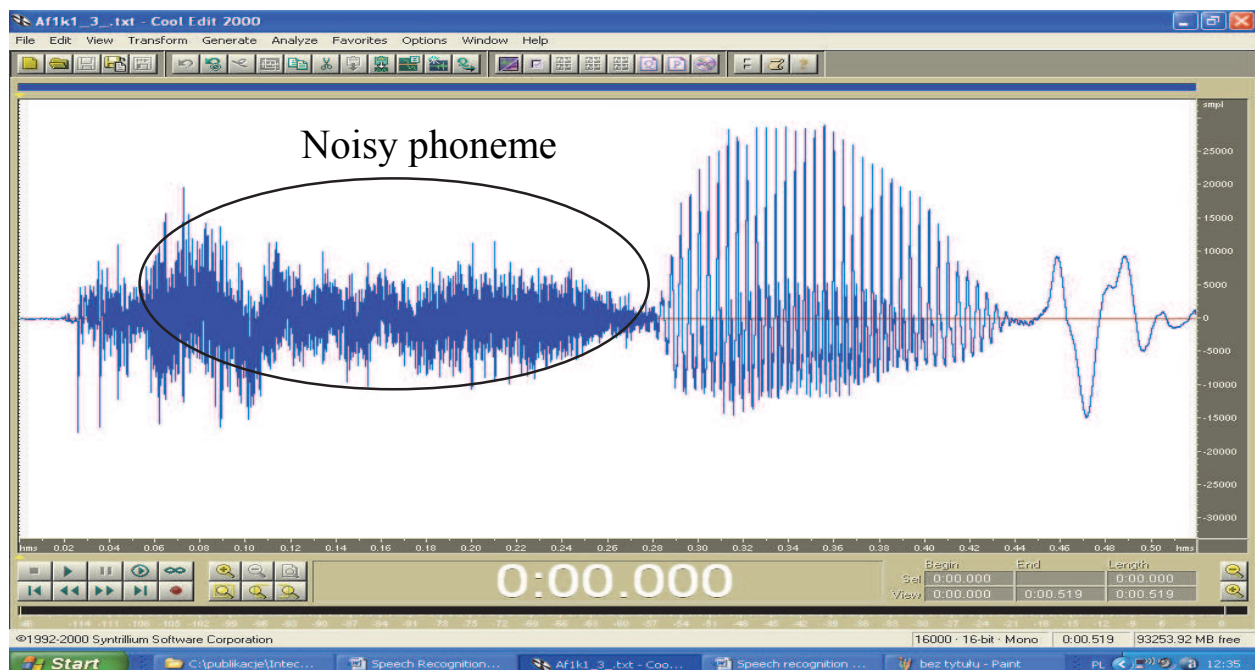 Af1k1_3_.txt - Cool Edit 2000
File Edit View Transform Generate Analyze Favorites Options Window Help
smpl
Noisy phoneme
25000
20000
15000
10000
5000
0
-5000
-10000
-15000
-20000
-25000
-30000
hms 0.02 0.04 0.06 0.08 0.10 0.12 0.14 0.16 0.18 0.20 0.22 0.24 0.26 0.28 0.30 0.32 0.34 0.36 0.38 0.40 0.42 0.44 0.46 0.48 0.50 hms
0:00.000
Begin End Length
Sel 0:00.000 0:00.000
View 0:00.000 0:00.519 0:00.519
©1992-2000 Syntrillium Software Corporation
16000 · 16-bit · Mono 0:00.519 93253.92 MB free
Start C:\publikacje\Intec... Speech Recognition... Af1k1_3_.txt - Coo... Speech recognition ... bez tytułu - Paint PL 12:35